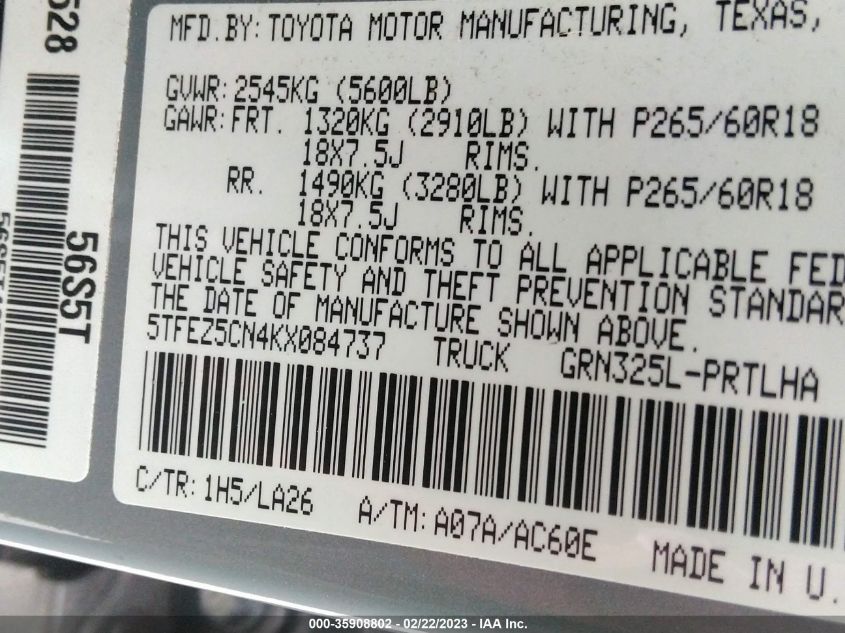 MFD.BY:TOYOTA MOTOR MANUFACTURING, TEXAS,
GVWR:2545KG (5600LB)
GAWR:FRT. 1320KG (2910LB) WITH P265/60R18
18X7.5J RIMS.
RR. 1490KG (3280LB) WITH P265/60R18
18X7.5J RIMS.
THIS VEHICLE CONFORMS TO ALL APPLICABLE FED
VEHICLE SAFETY AND THEFT PREVENTION STANDAR
THE DATE OF MANUFACTURE SHOWN ABOVE.
5TFEZ5CN4KX084737 TRUCK GRN325L-PRTLHA
C/TR:1H5/LA26 A/TM:A07A/AC60E MADE IN U.
528
56S5T
000-35908802 - 02/22/2023 - IAA Inc.